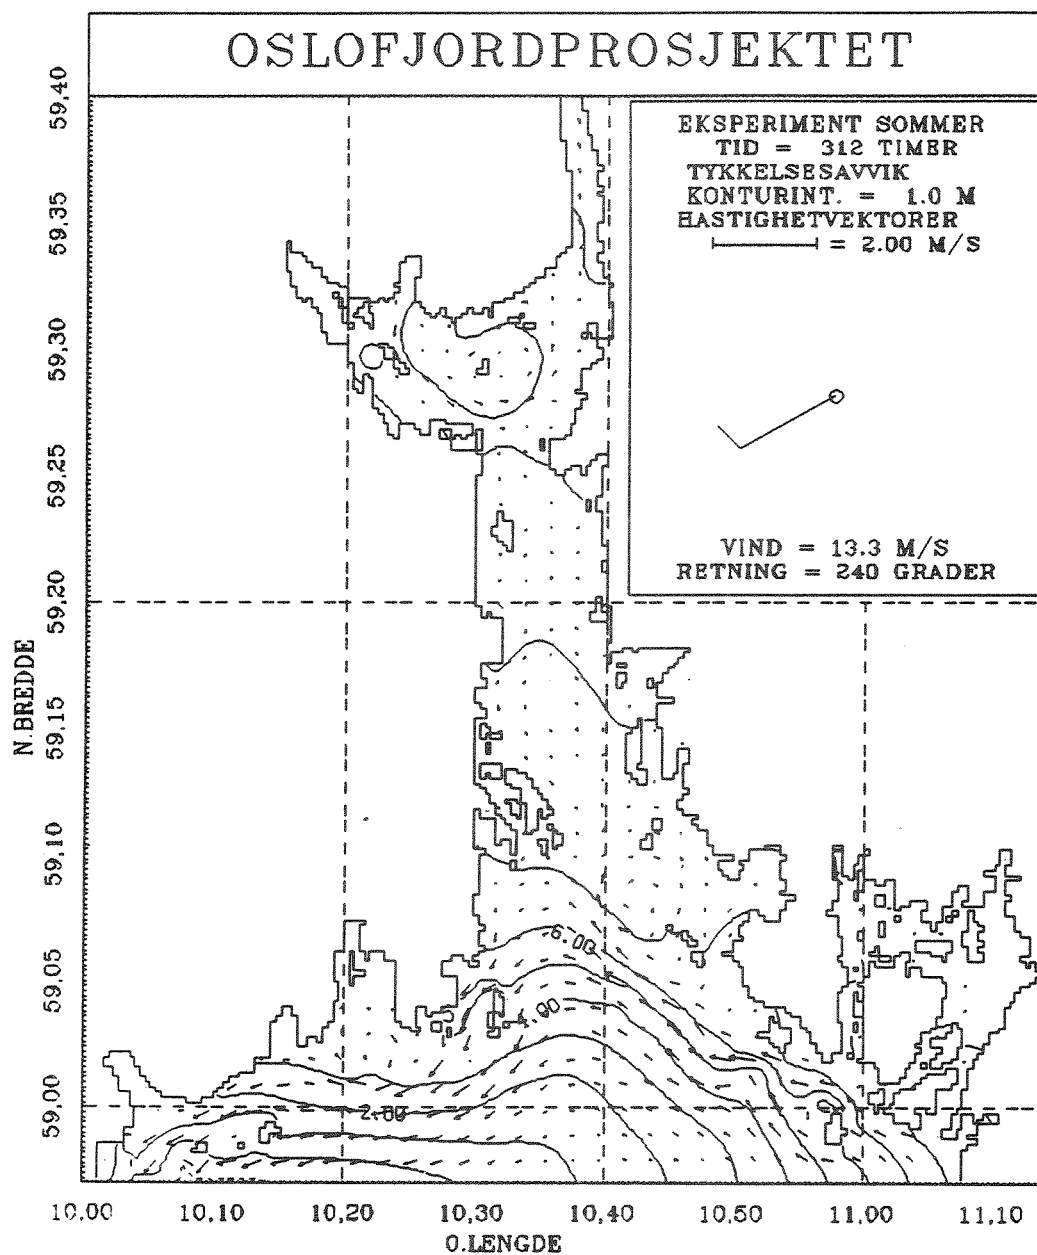 OSLOFJORDPROSJEKTET
EKSPERIMENT SOMMER
TID = 312 TIMER
TYKKELSESAVVIK
KONTURINT. = 1.0 M
HASTIGHETVEKTORER
= 2.00 M/S
VIND = 13.3 M/S
RETNING = 240 GRADER
59,40
59,35
59,30
59,25
59,20
59,15
59,10
59,05
59,00
N.BREDDE
6.00
2.00
10.00 10,10 10,20 10,30 10,40 10,50 11,00 11,10
O.LENGDE